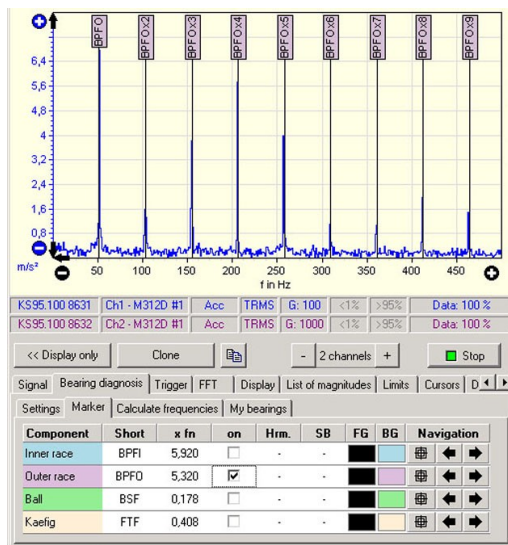 BPFO BPFOx2 BPFOx3 BPFOx4 BPFOx5 BPFOx6 BPFOx7 BPFOx8 BPFOx9
6,4
5,6
4,8
4
3,2
2,4
1,6
0,8
m/s²
50 100 150 200 250 300 350 400 450
f in Hz
KS95.100 8631 Ch1 - M312D #1 Acc TRMS G: 100 <1% >95% Data: 100 %
KS95.100 8632 Ch2 - M312D #1 Acc TRMS G: 1000 <1% >95% Data: 100 %
<< Display only Clone - 2 channels + Stop
Signal Bearing diagnosis Trigger FFT Display List of magnitudes Limits Cursors D
Settings Marker Calculate frequencies My bearings
Component Short x fn on Hrm. SB FG BG Navigation
Inner race BPFI 5,920 - -
Outer race BPFO 5,320 - -
Ball BSF 0,178 - -
Kaefig FTF 0,408 - -